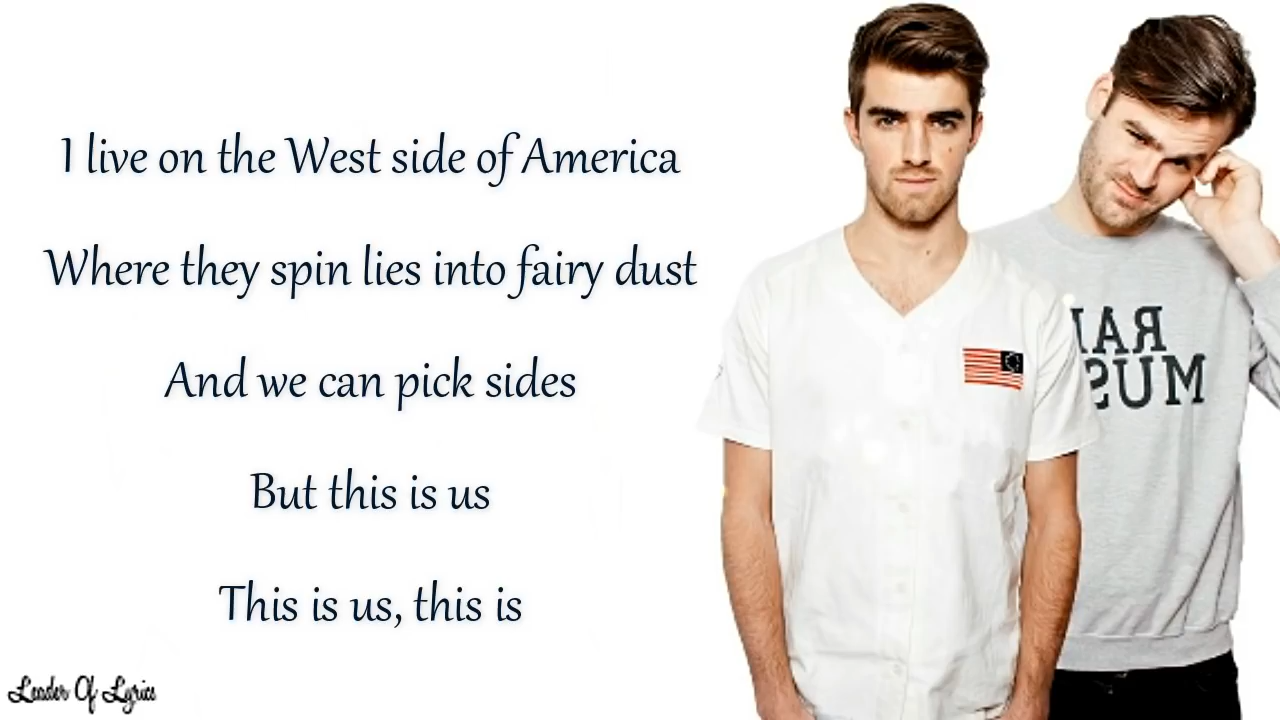 I live on the West side of America
Where they spin lies into fairy dust
And we can pick sides
But this is us
This is us, this is
Leader Of Lyrics